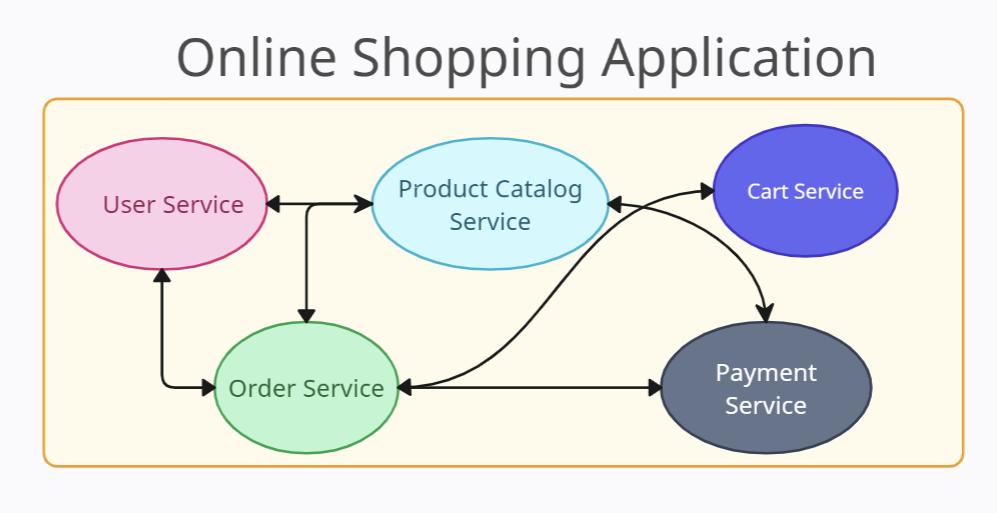 Online Shopping Application
User Service
Product Catalog
Service
Cart Service
Order Service
Payment
Service